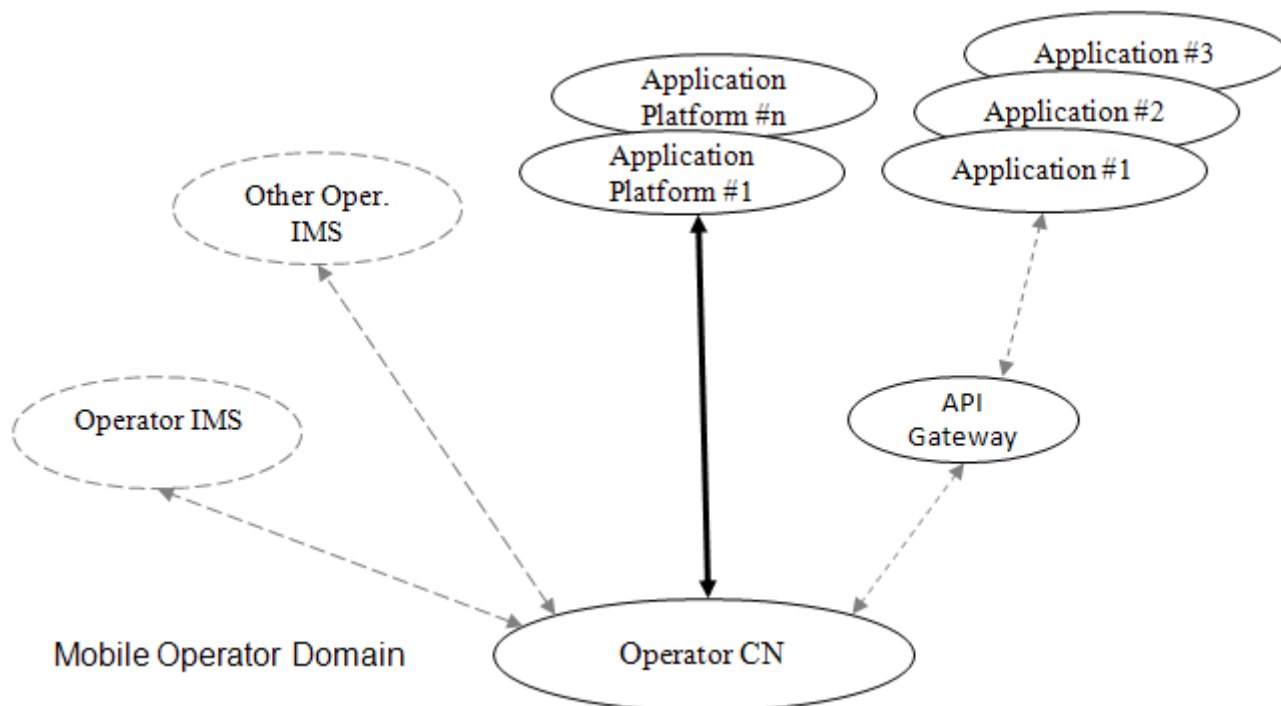 Application #3
Application
Platform #n
Application #2
Application
Platform #1
Application #1
Other Oper.
IMS
Operator IMS
API
Gateway
Mobile Operator Domain
Operator CN